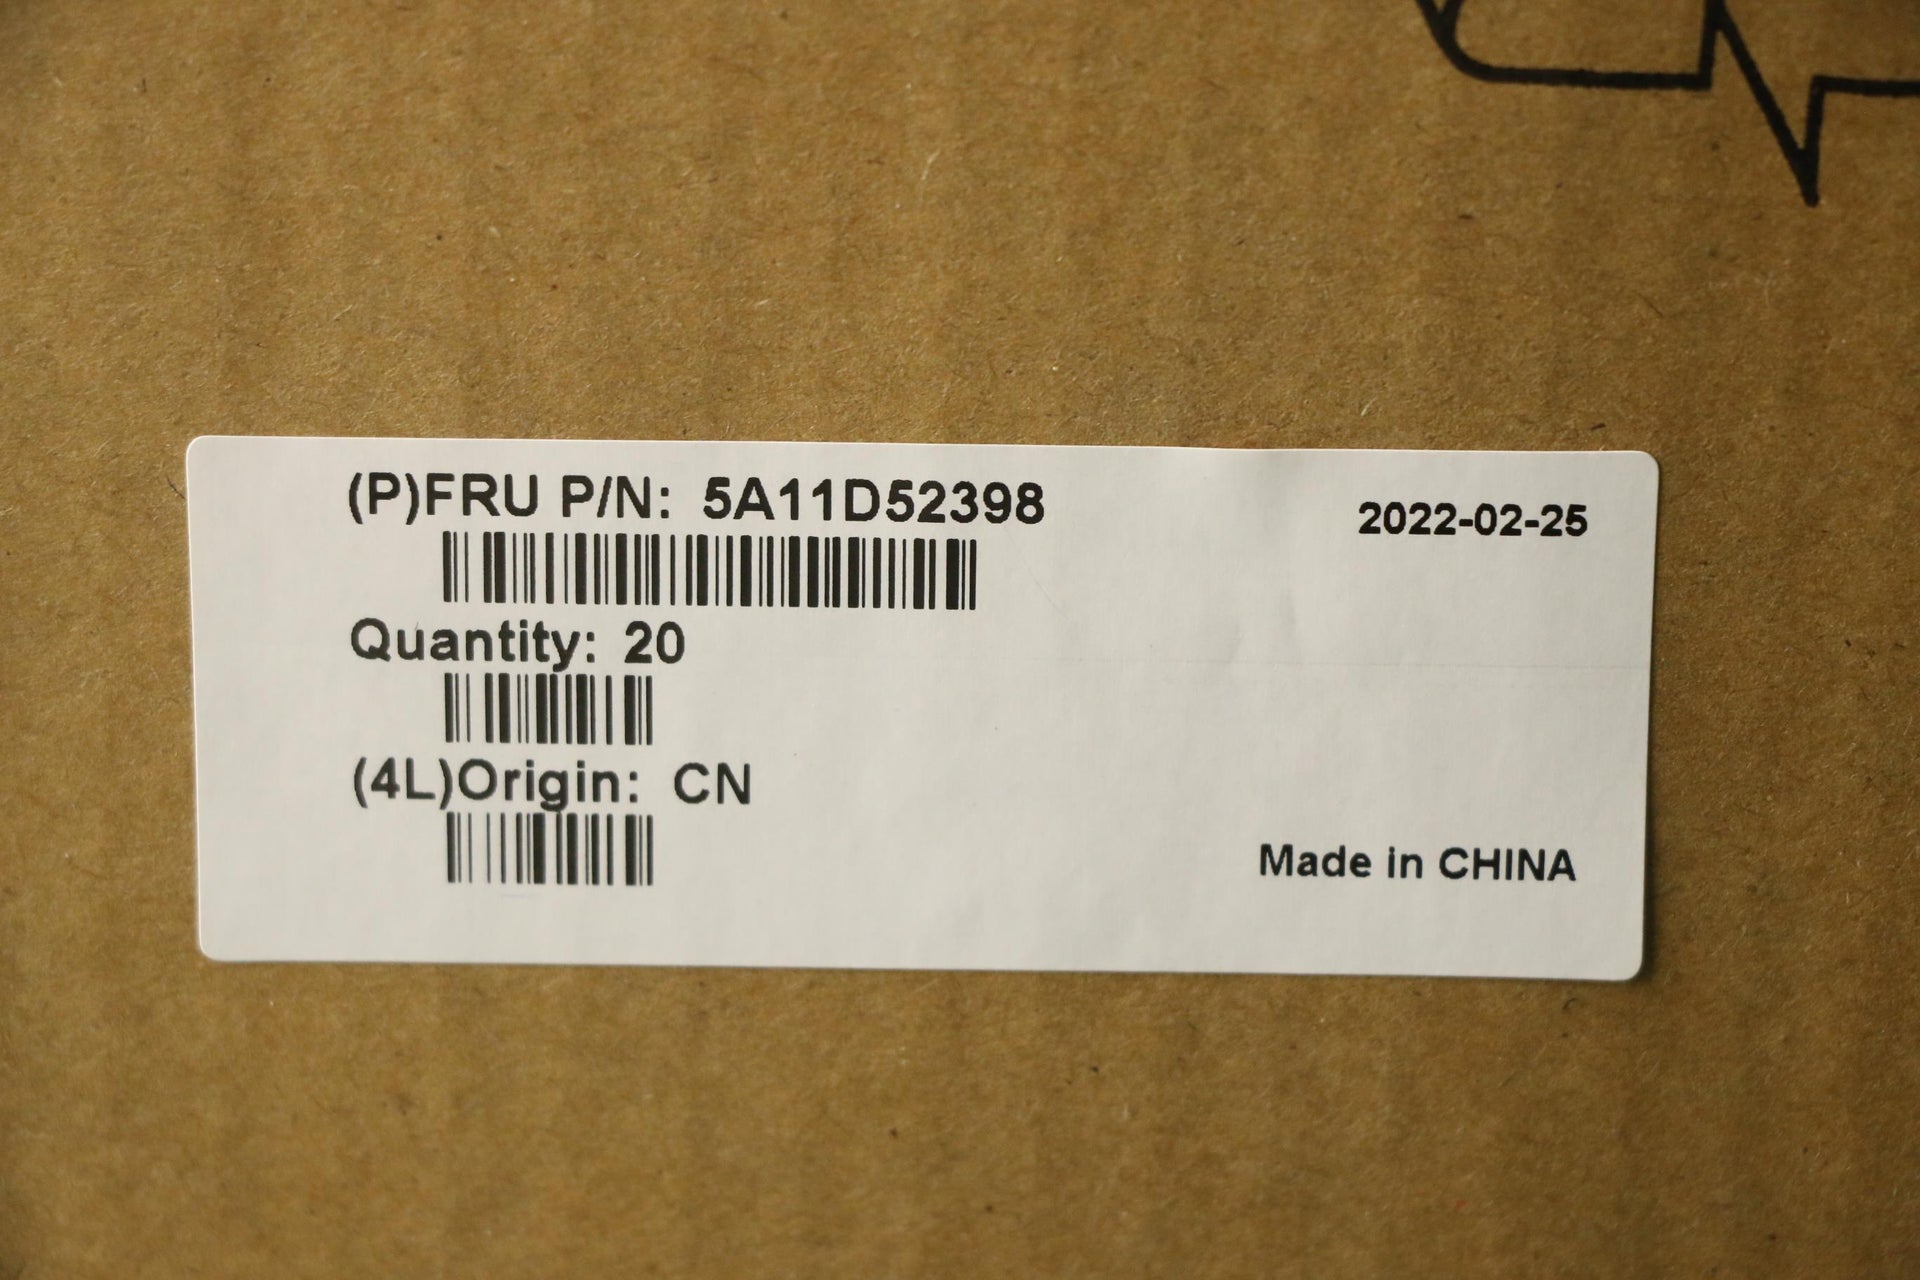 (P)FRU P/N: 5A11D52398
2022-02-25
Quantity: 20
(4L)Origin: CN
Made in CHINA